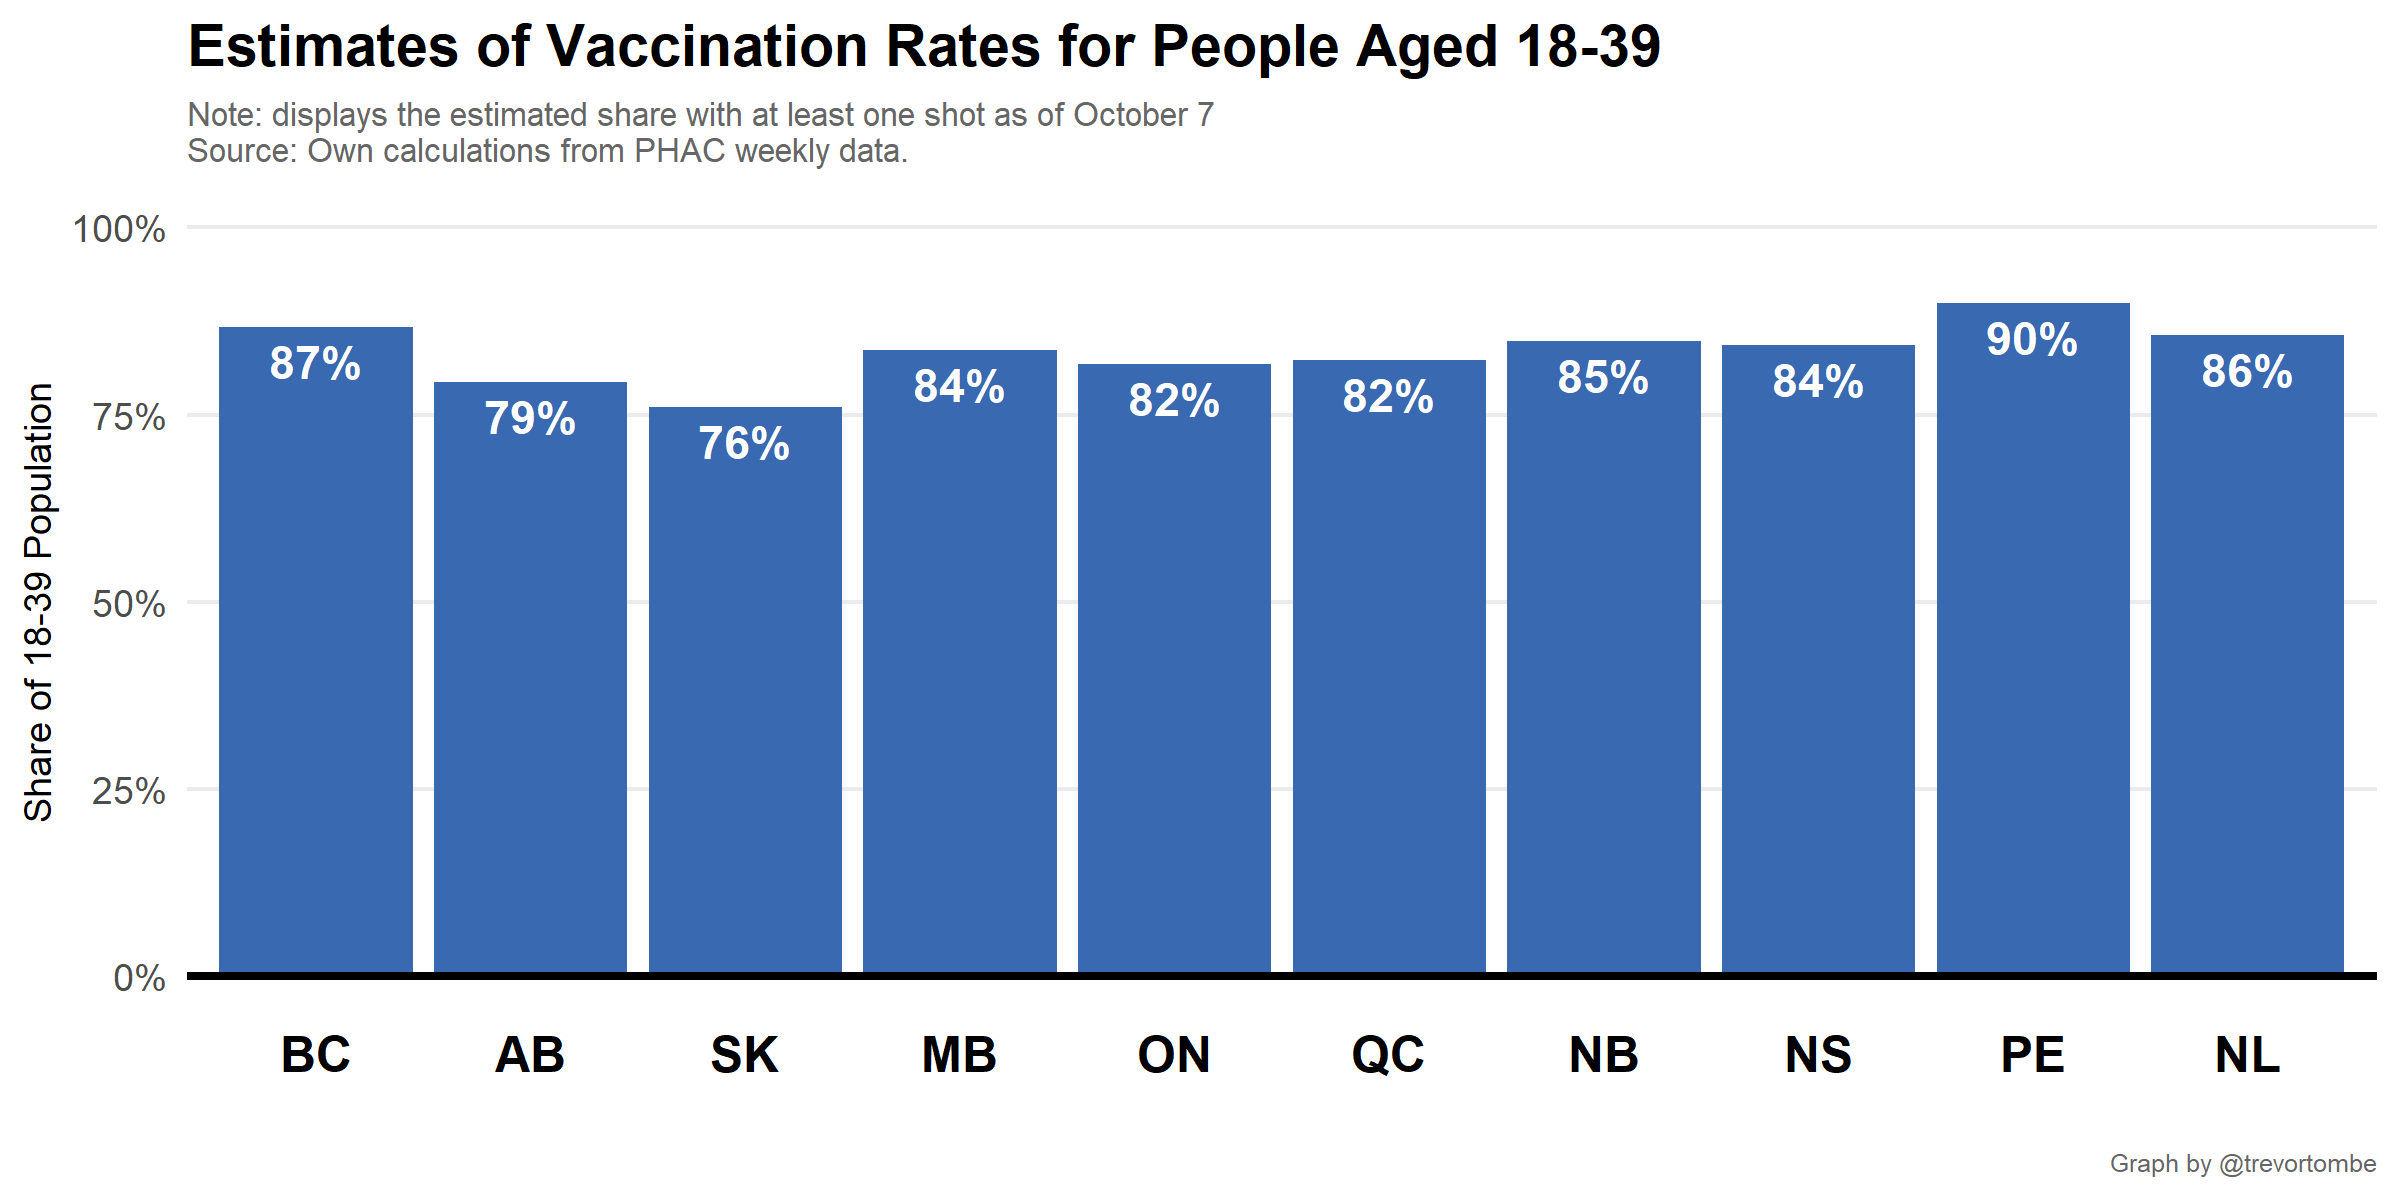 Estimates of Vaccination Rates for People Aged 18-39
Note: displays the estimated share with at least one shot as of October 7
Source: Own calculations from PHAC weekly data.
Share of 18-39 Population
100%
75%
50%
25%
0%
87%
79%
76%
84%
82%
82%
85%
84%
90%
86%
BC
AB
SK
MB
ON
QC
NB
NS
PE
NL
Graph by @trevortombe